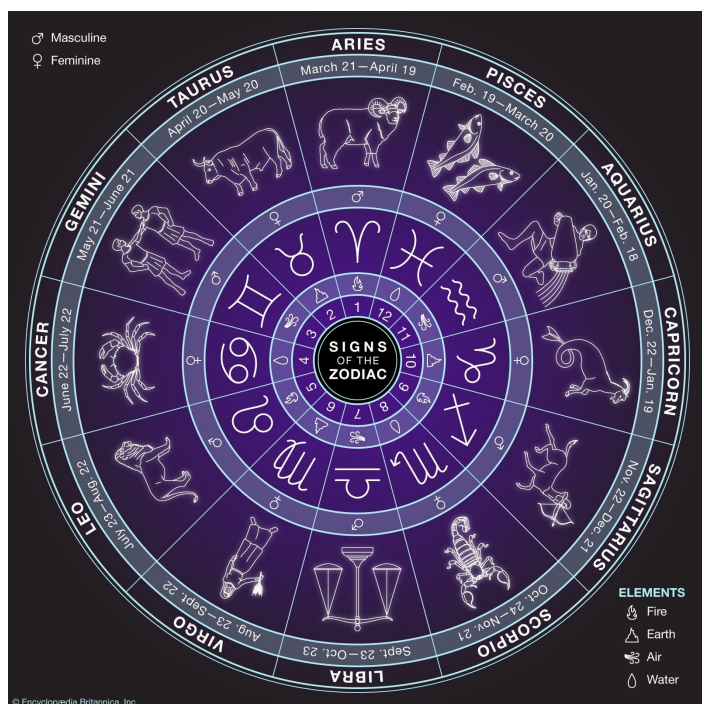 Masculine
Feminine
ARIES
March 21—April 19
PISCES
Feb. 19—March 20
AQUARIUS
Jan. 20—Feb. 18
CAPRICORN
Dec. 22—Jan. 19
SAGITTARIUS
Nov. 22—Dec. 21
SCORPIO
Oct. 24—Nov. 21
LIBRA
Sept. 23—Oct. 23
VIRGO
Aug. 23—Sept. 22
LEO
July 23—Aug. 22
CANCER
June 22—July 22
GEMINI
May 21—June 21
TAURUS
April 20—May 20
1
12
11
10
9
8
7
6
5
4
3
2
SIGNS
OF THE
ZODIAC
ELEMENTS
Fire
Earth
Air
Water
© Encyclopædia Britannica, Inc.